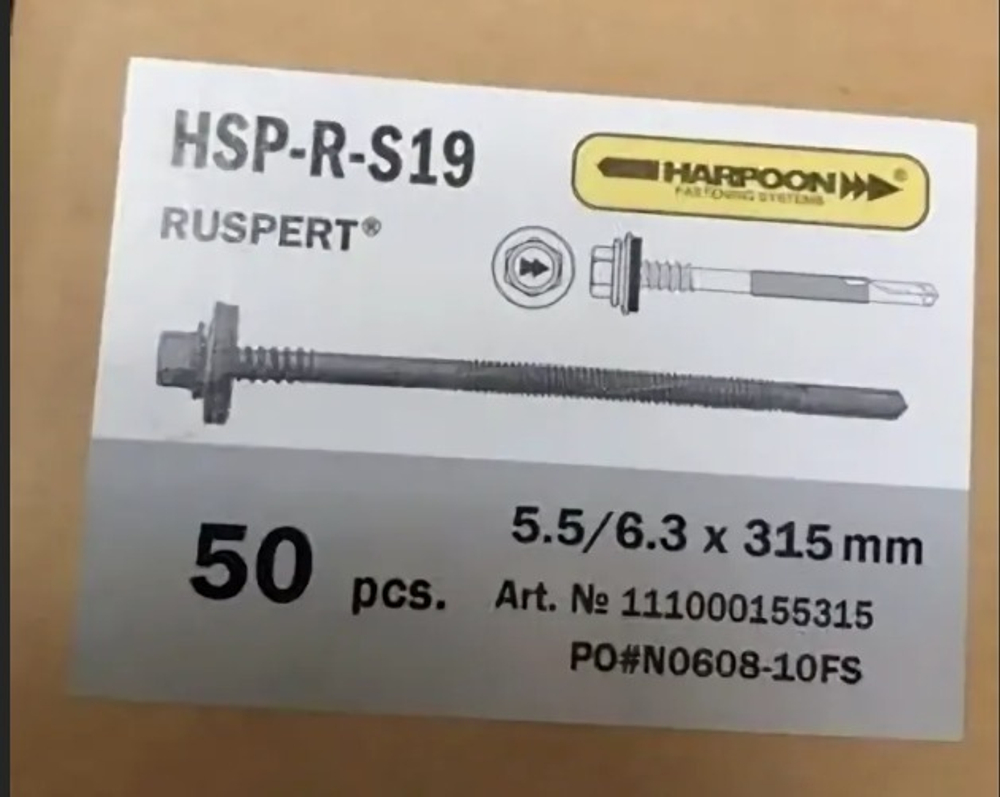 HSP-R-S19
RUSPERT®
HARPOON®
FASTENING SYSTEMS
50 pcs.
5.5/6.3 x 315 mm
Art. № 111000155315
PO#N0608-10FS